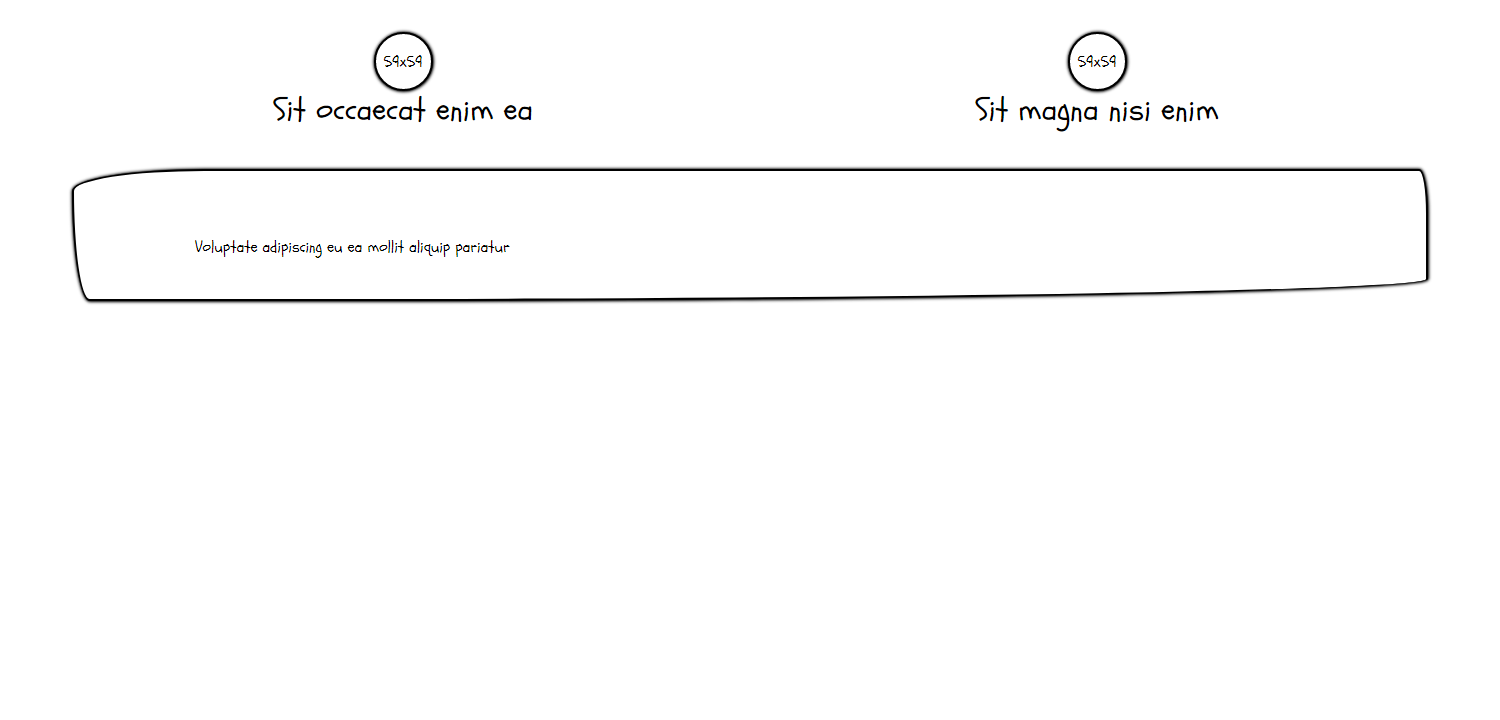 59x59
59x59
Sit occaecat enim ea
Sit magna nisi enim
Voluptate adipiscing eu ea mollit aliquip pariatur